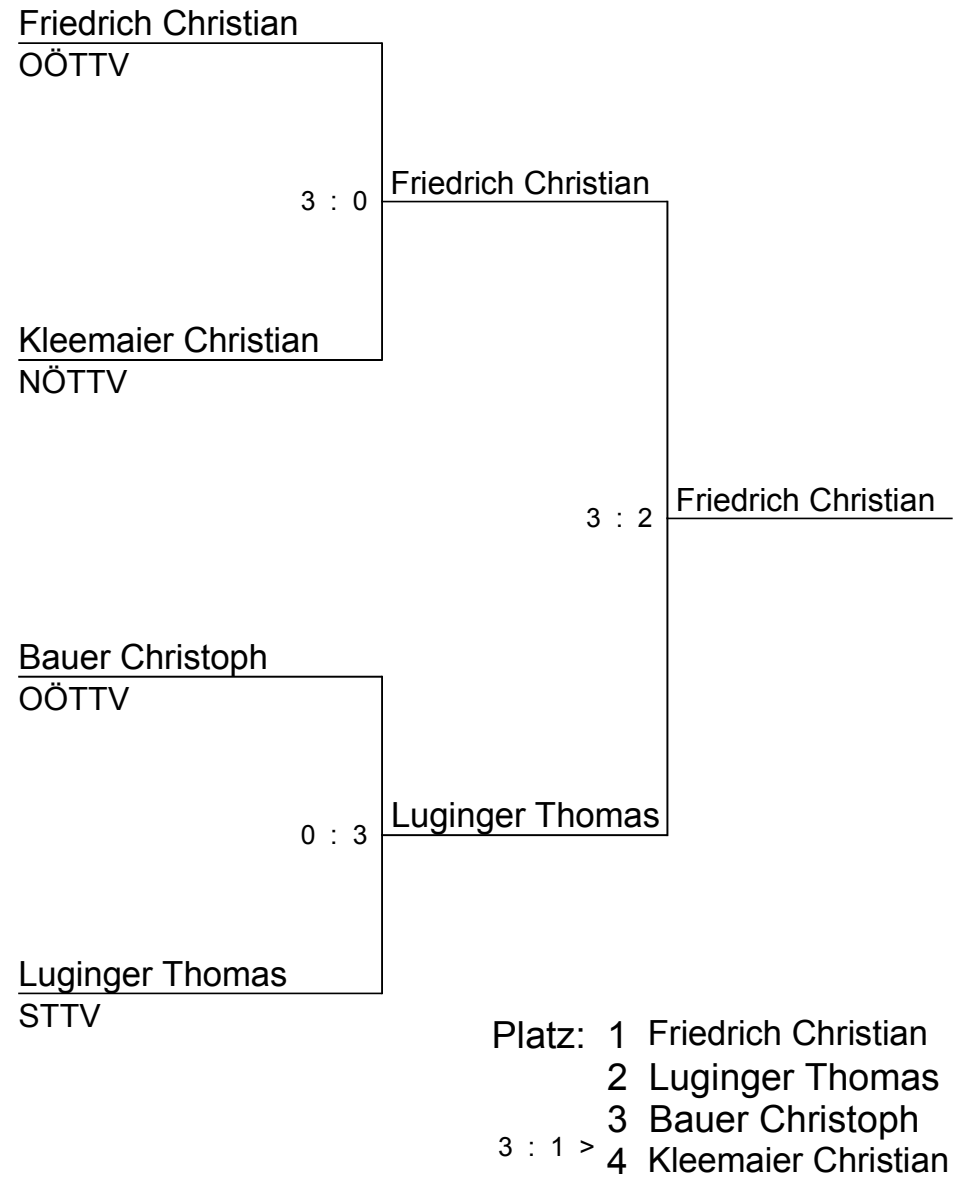 Friedrich Christian
OÖTTV
3 : 0
Friedrich Christian
Kleemaier Christian
NÖTTV
3 : 2
Friedrich Christian
Bauer Christoph
OÖTTV
0 : 3
Luginger Thomas
Luginger Thomas
STTV
Platz: 1 Friedrich Christian
2 Luginger Thomas
3 Bauer Christoph
3 : 1 >
4 Kleemaier Christian